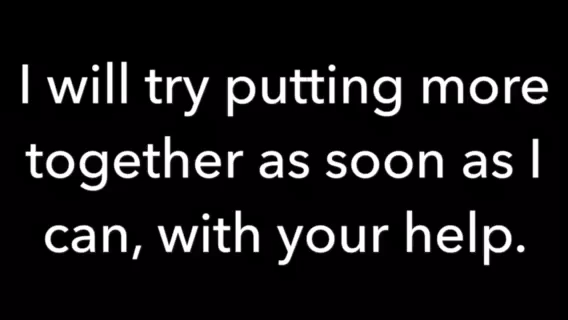 I will try putting more
together as soon as I
can, with your help.